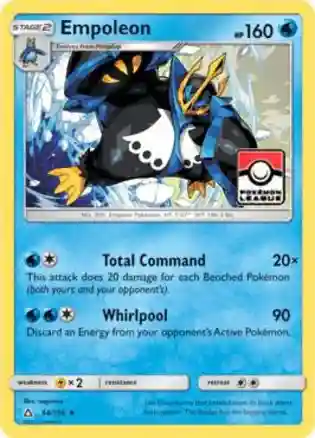 STAGE 2
Empoleon
HP 160
Evolves from Prinplup
POKÉMON
LEAGUE
Total Command 20×
This attack does 20 damage for each Benched Pokémon
(both yours and your opponent's).
Whirlpool 90
Discard an Energy from your opponent's Active Pokémon.
weakness ×2 resistance retreat